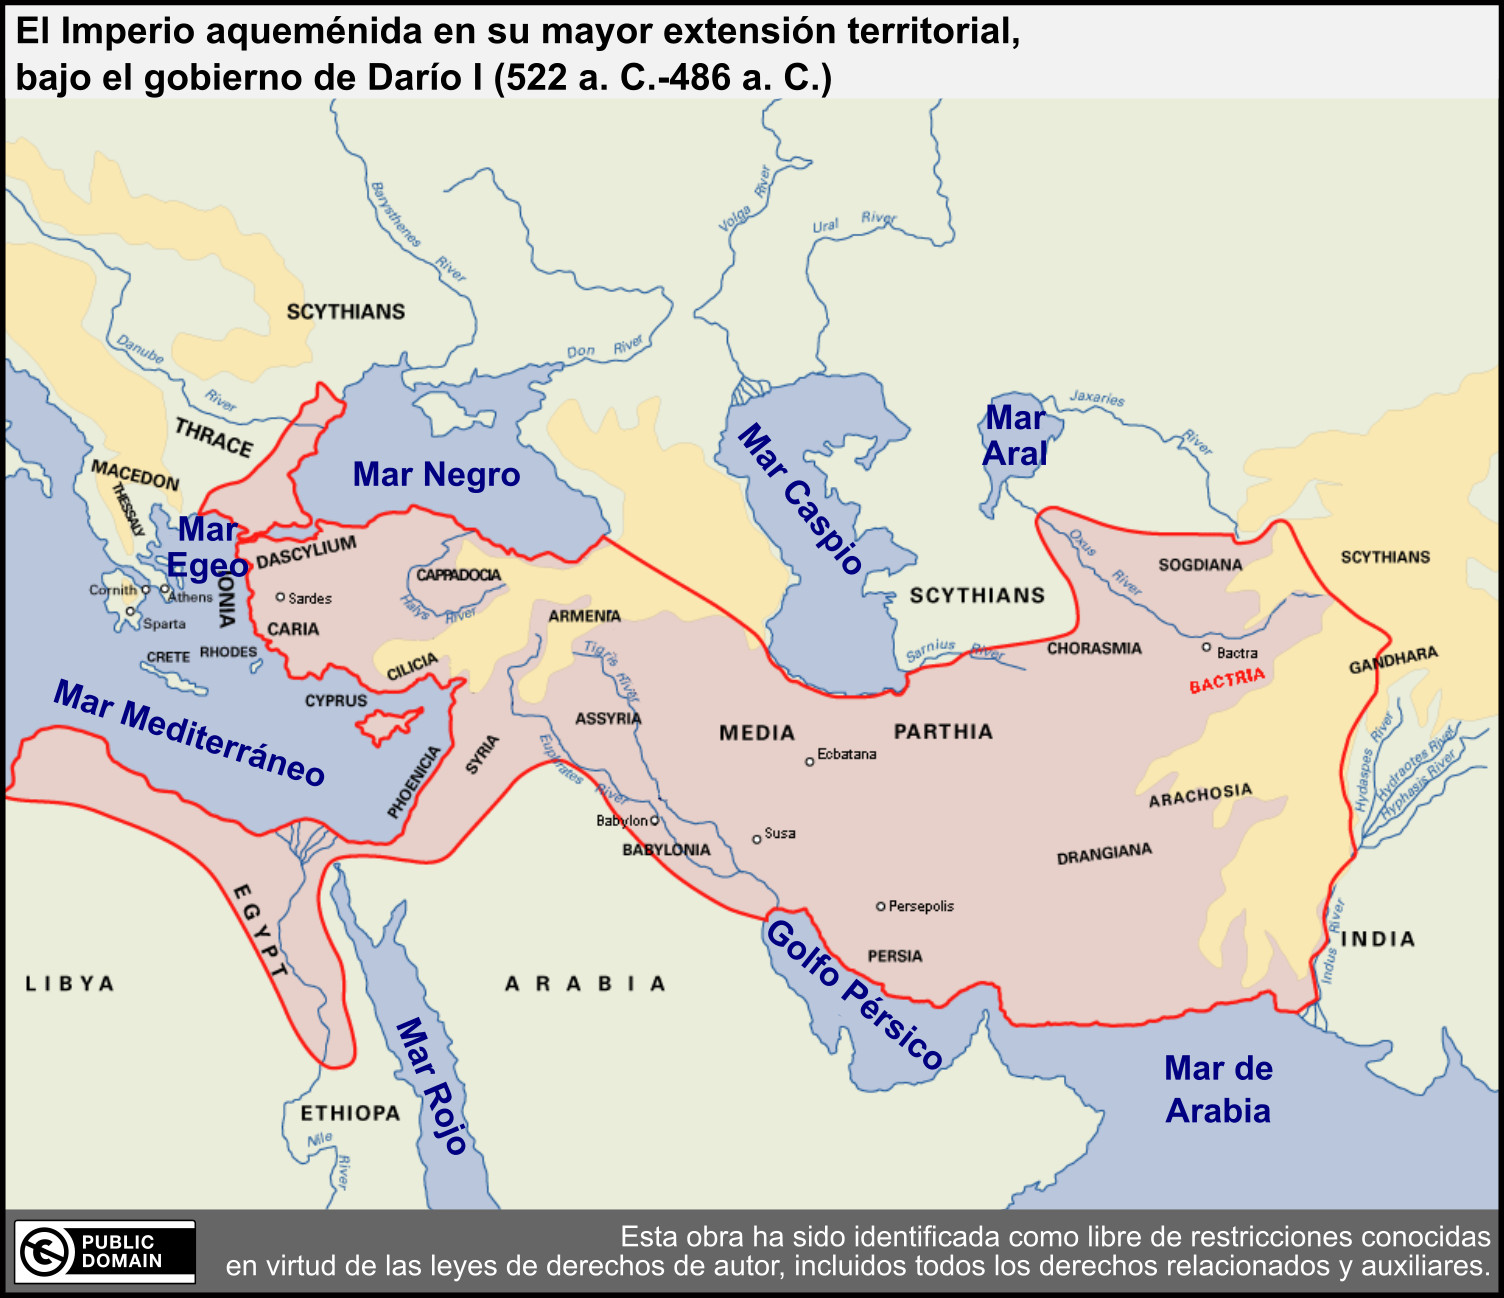 El Imperio aqueménida en su mayor extensión territorial,
bajo el gobierno de Darío I (522 a. C.-486 a. C.)
Barysthenes River
Volga River
Ural River
SCYTHIANS
Danube River
Don River
THRACE
MACEDON
THESSALY
Mar Negro
Mar Caspio
Mar
Aral
Jaxaries River
Mar
Egeo
DASCYLIUM
IONIA
Sardes
CARIA
CAPPADOCIA
Halys River
ARMENIA
CILICIA
Cornith
Athens
Sparta
CRETE
RHODES
CYPRUS
Mar Mediterráneo
PHOENICIA
SYRIA
Tigris River
ASSYRIA
Euphrates River
Babylon
BABYLONIA
MEDIA
Ecbatana
Susa
SCYTHIANS
Sarnius River
PARTHIA
Oxus River
SOGDIANA
CHORASMIA
Bactra
BACTRIA
SCYTHIANS
GANDHARA
Hydaspes River
Hydraotes River
Hyphasis River
ARACHOSIA
DRANGIANA
Persepolis
PERSIA
Golfo Pérsico
Indus River
INDIA
EGYPT
LIBYA
ARABIA
Mar Rojo
Mar de
Arabia
ETHIOPA
Nile River
PUBLIC
DOMAIN
Esta obra ha sido identificada como libre de restricciones conocidas
en virtud de las leyes de derechos de autor, incluidos todos los derechos relacionados y auxiliares.